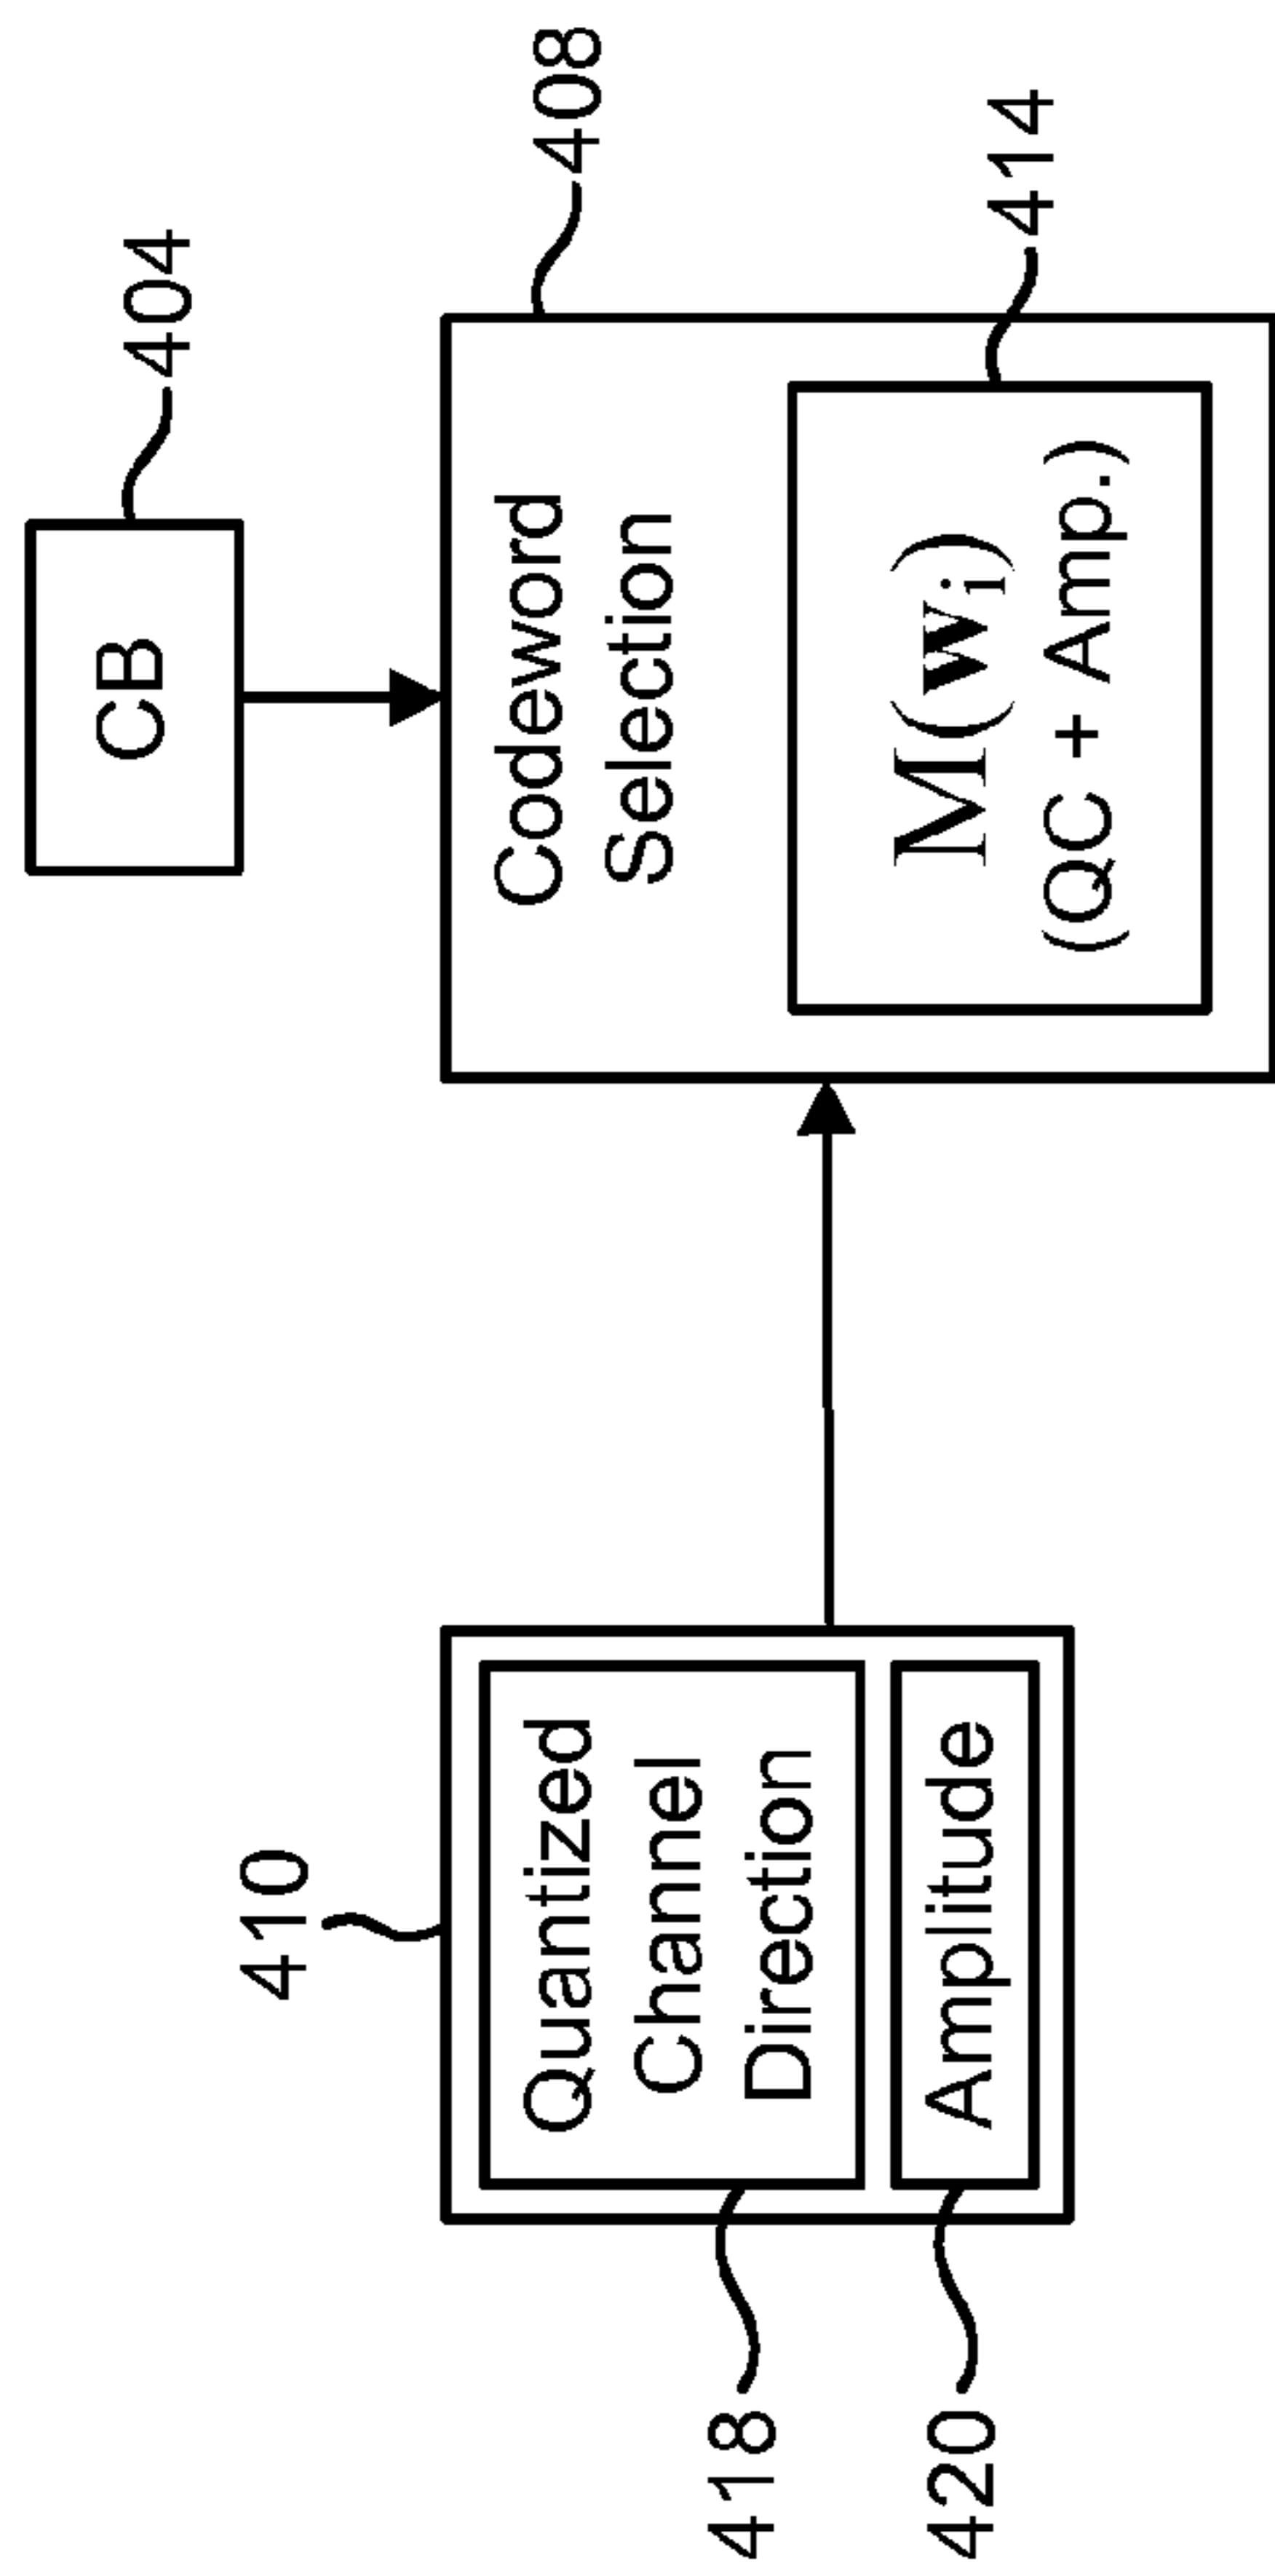 CB
404
408
Codeword
Selection
M(wᵢ)
(QC + Amp.)
414
410
Quantized
Channel
Direction
Amplitude
418
420